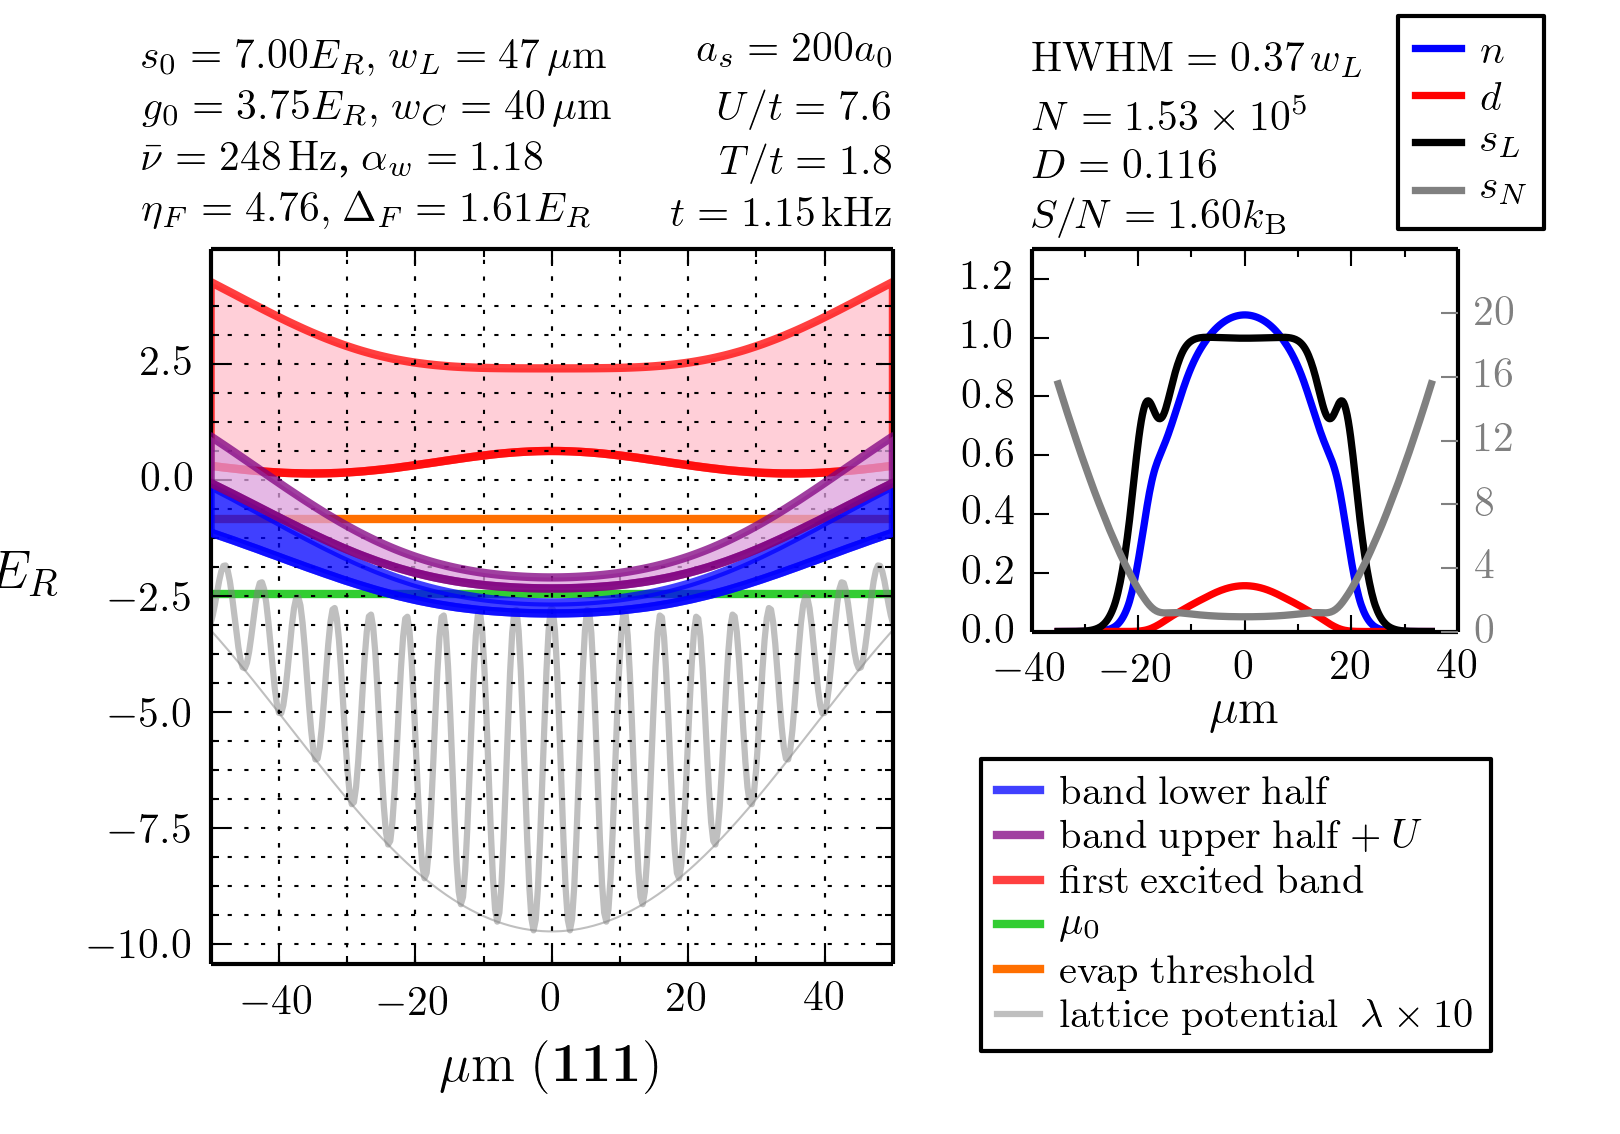 s₀ = 7.00E_R, w_L = 47 μm
g₀ = 3.75E_R, w_C = 40 μm
ν̄ = 248 Hz, α_w = 1.18
η_F = 4.76, Δ_F = 1.61E_R
a_s = 200a₀
U/t = 7.6
T/t = 1.8
t = 1.15 kHz
HWHM = 0.37 w_L
N = 1.53 × 10⁵
D = 0.116
S/N = 1.60k_B
n
d
s_L
s_N
E_R
2.5
0.0
−2.5
−5.0
−7.5
−10.0
−40 −20 0 20 40
μm (111)
1.2
1.0
0.8
0.6
0.4
0.2
0.0
20
16
12
8
4
0
−40 −20 0 20 40
μm
band lower half
band upper half + U
first excited band
μ₀
evap threshold
lattice potential λ × 10